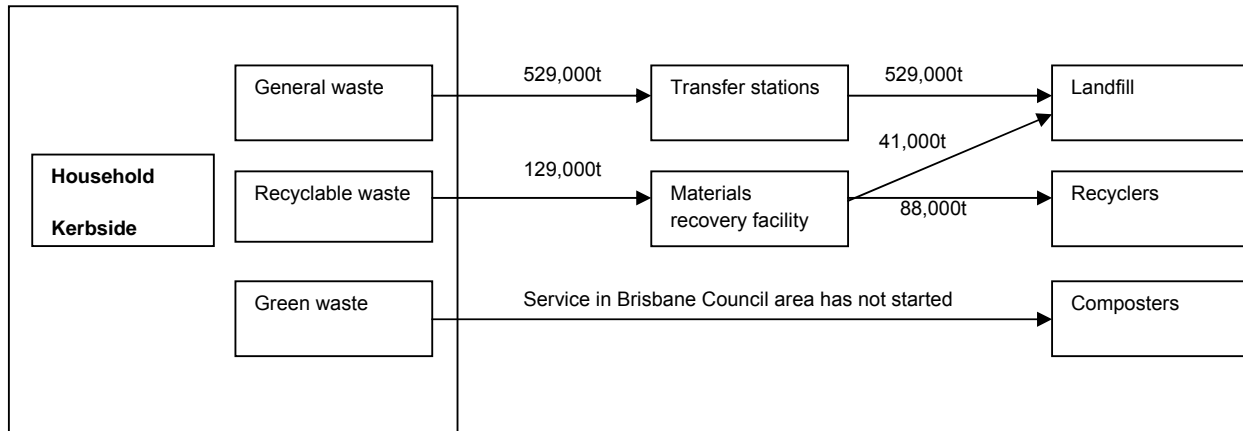 General waste
529,000t
Transfer stations
529,000t
Landfill
41,000t
Household
Kerbside
Recyclable waste
129,000t
Materials
recovery facility
88,000t
Recyclers
Green waste
Service in Brisbane Council area has not started
Composters